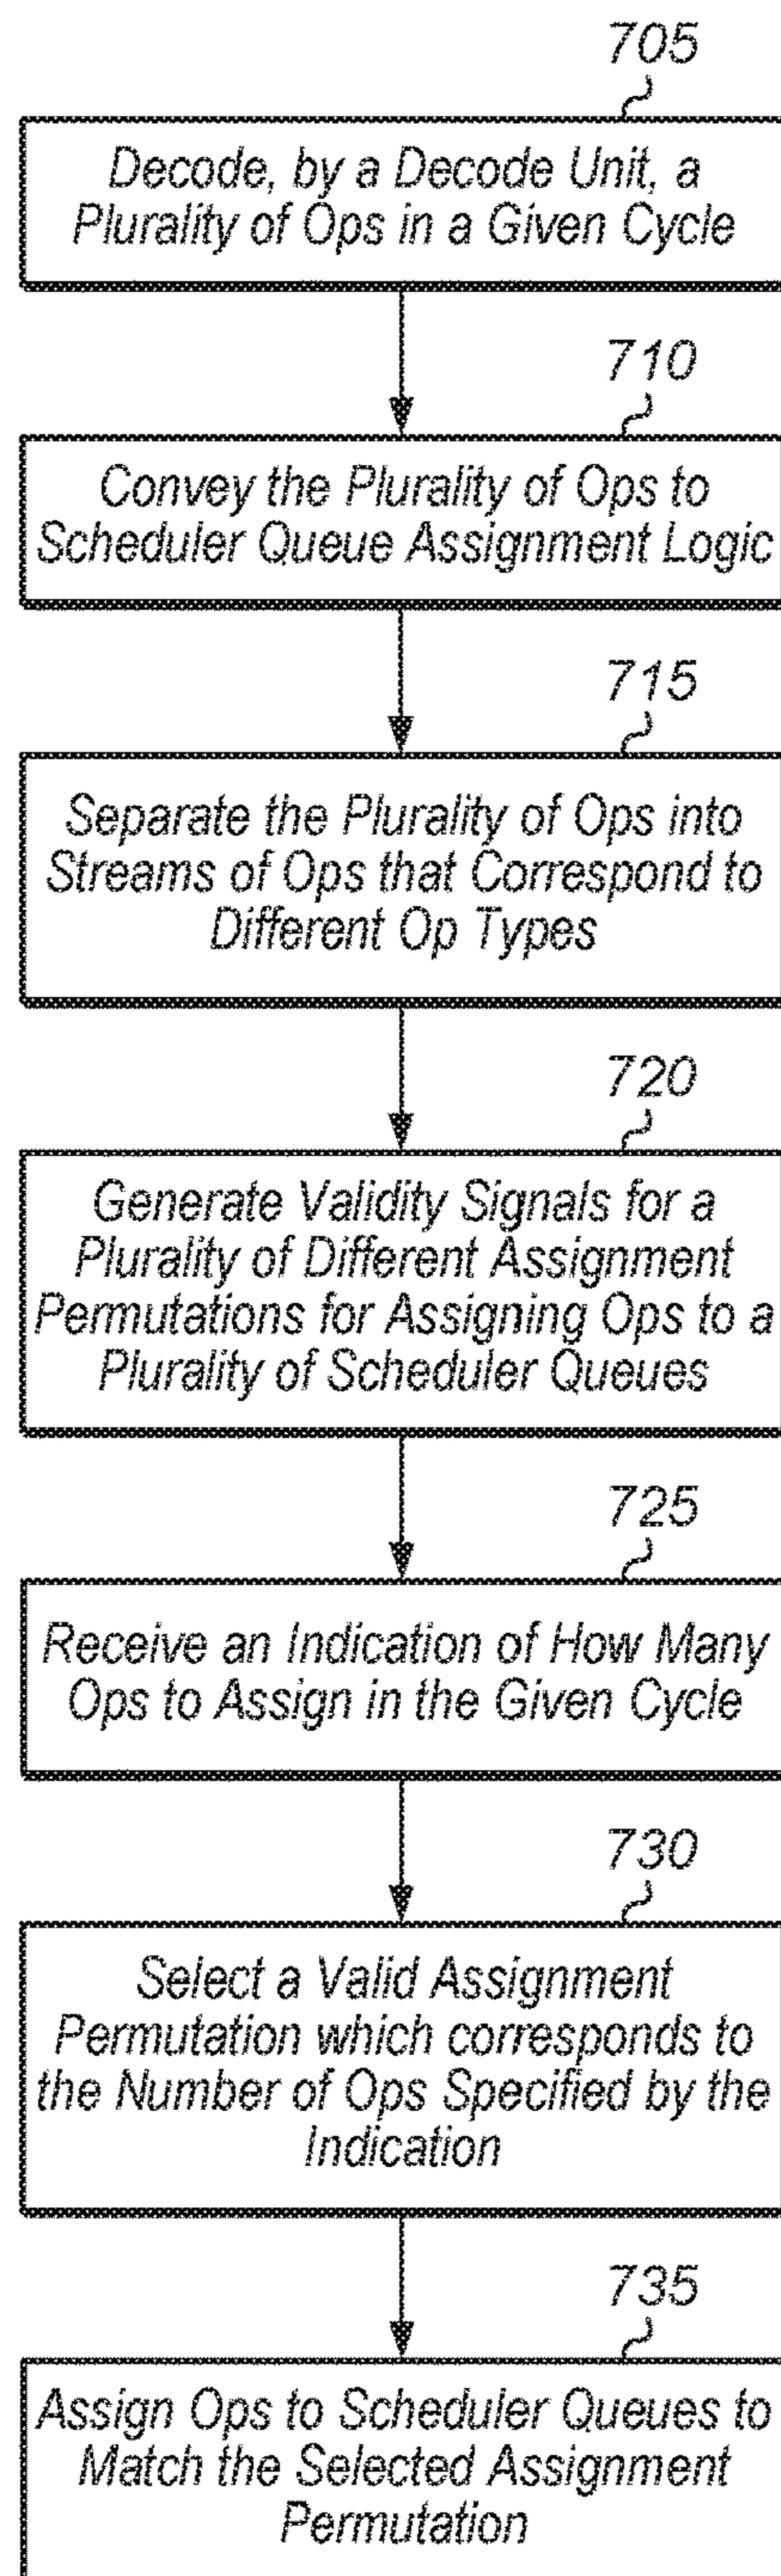 705
Decode, by a Decode Unit, a
Plurality of Ops in a Given Cycle
710
Convey the Plurality of Ops to
Scheduler Queue Assignment Logic
715
Separate the Plurality of Ops into
Streams of Ops that Correspond to
Different Op Types
720
Generate Validity Signals for a
Plurality of Different Assignment
Permutations for Assigning Ops to a
Plurality of Scheduler Queues
725
Receive an Indication of How Many
Ops to Assign in the Given Cycle
730
Select a Valid Assignment
Permutation which corresponds to
the Number of Ops Specified by the
Indication
735
Assign Ops to Scheduler Queues to
Match the Selected Assignment
Permutation